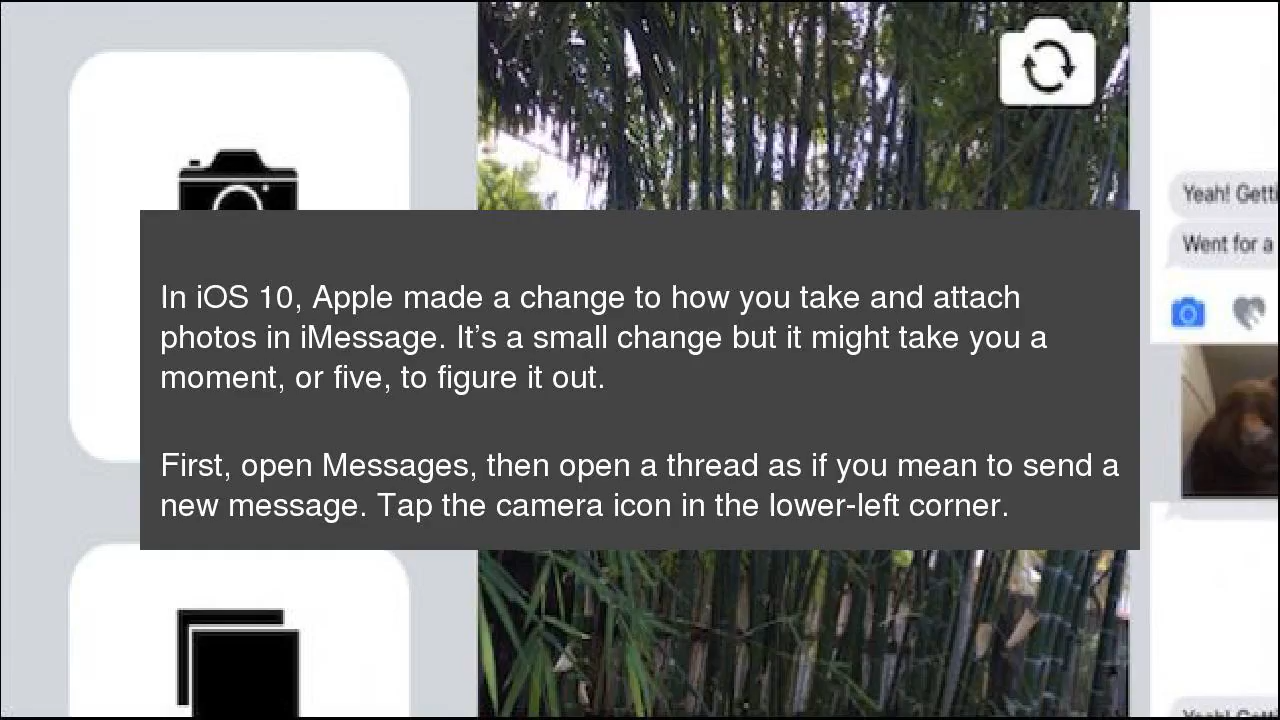 Yeah! Gett
Went for a
In iOS 10, Apple made a change to how you take and attach
photos in iMessage. It’s a small change but it might take you a
moment, or five, to figure it out.
First, open Messages, then open a thread as if you mean to send a
new message. Tap the camera icon in the lower-left corner.